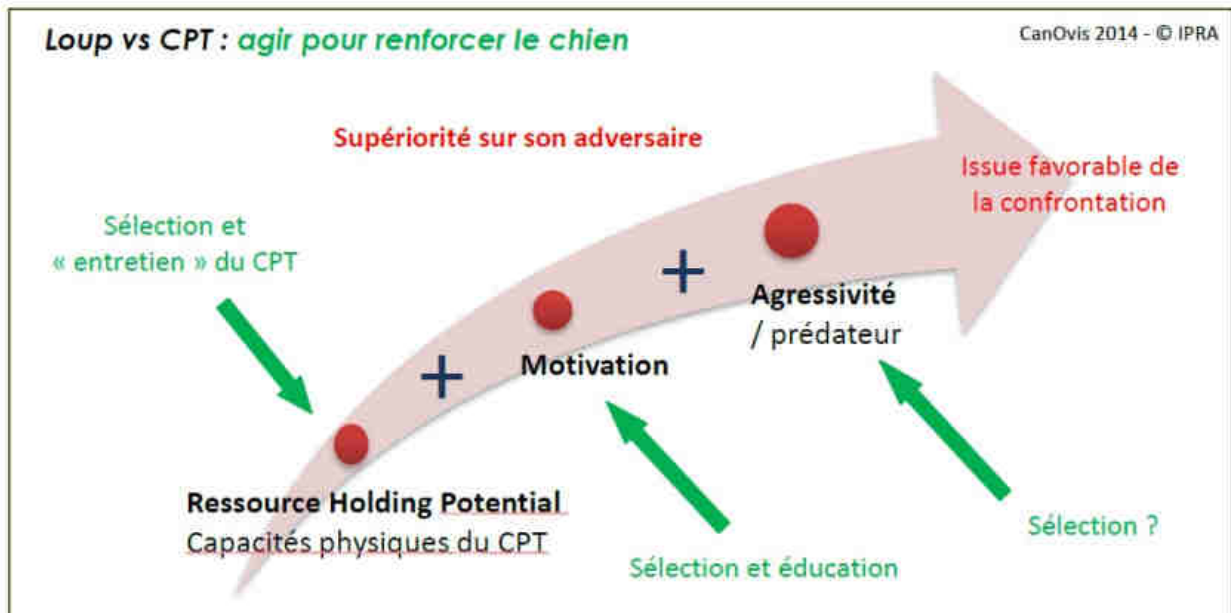 Loup vs CPT : agir pour renforcer le chien
CanOvis 2014 - © IPRA
Supériorité sur son adversaire
Issue favorable de
la confrontation
Sélection et
« entretien » du CPT
+
Agressivité
/ prédateur
+
Motivation
Ressource Holding Potential
Capacités physiques du CPT
Sélection ?
Sélection et éducation